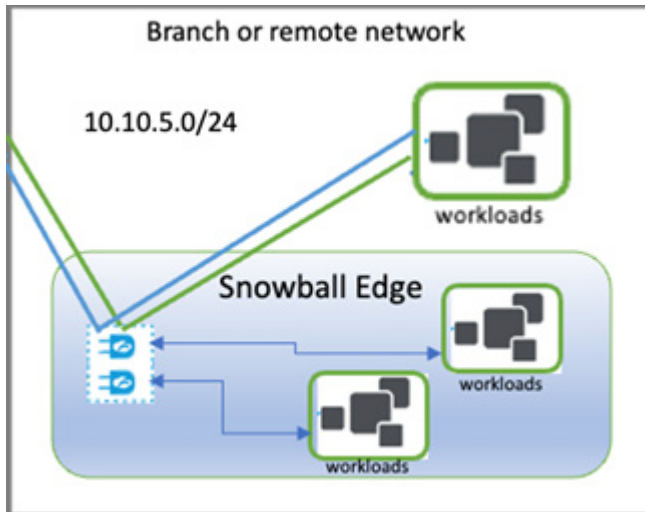 Branch or remote network
10.10.5.0/24
workloads
Snowball Edge
workloads
workloads